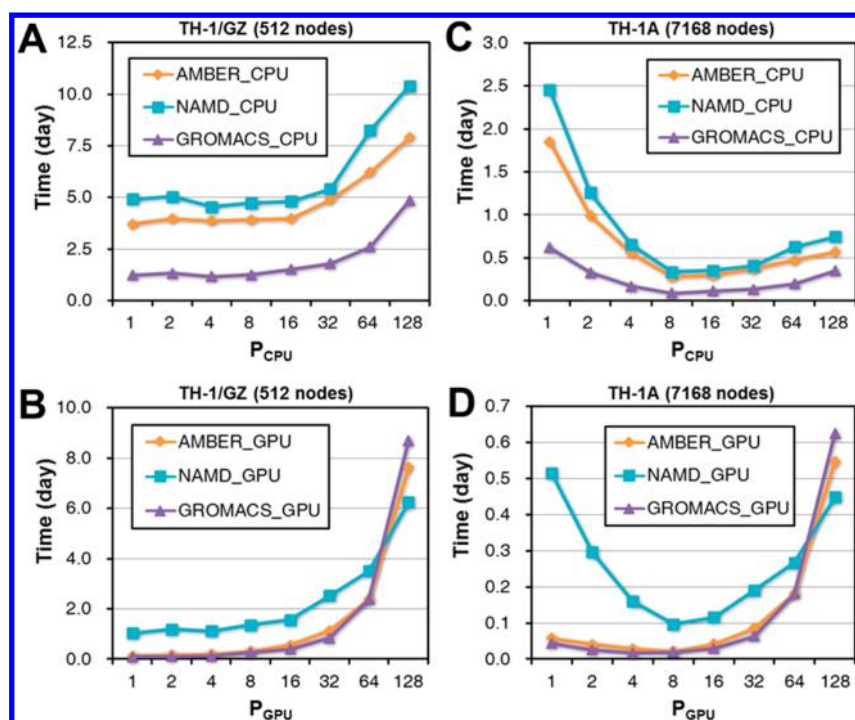 A
TH-1/GZ (512 nodes)
12.5
10.0
7.5
5.0
2.5
0.0
Time (day)
AMBER_CPU
NAMD_CPU
GROMACS_CPU
1 2 4 8 16 32 64 128
PCPU
C
TH-1A (7168 nodes)
3.0
2.5
2.0
1.5
1.0
0.5
0.0
Time (day)
AMBER_CPU
NAMD_CPU
GROMACS_CPU
1 2 4 8 16 32 64 128
PCPU
B
TH-1/GZ (512 nodes)
10.0
8.0
6.0
4.0
2.0
0.0
Time (day)
AMBER_GPU
NAMD_GPU
GROMACS_GPU
1 2 4 8 16 32 64 128
PGPU
D
TH-1A (7168 nodes)
0.7
0.6
0.5
0.4
0.3
0.2
0.1
0.0
Time (day)
AMBER_GPU
NAMD_GPU
GROMACS_GPU
1 2 4 8 16 32 64 128
PGPU